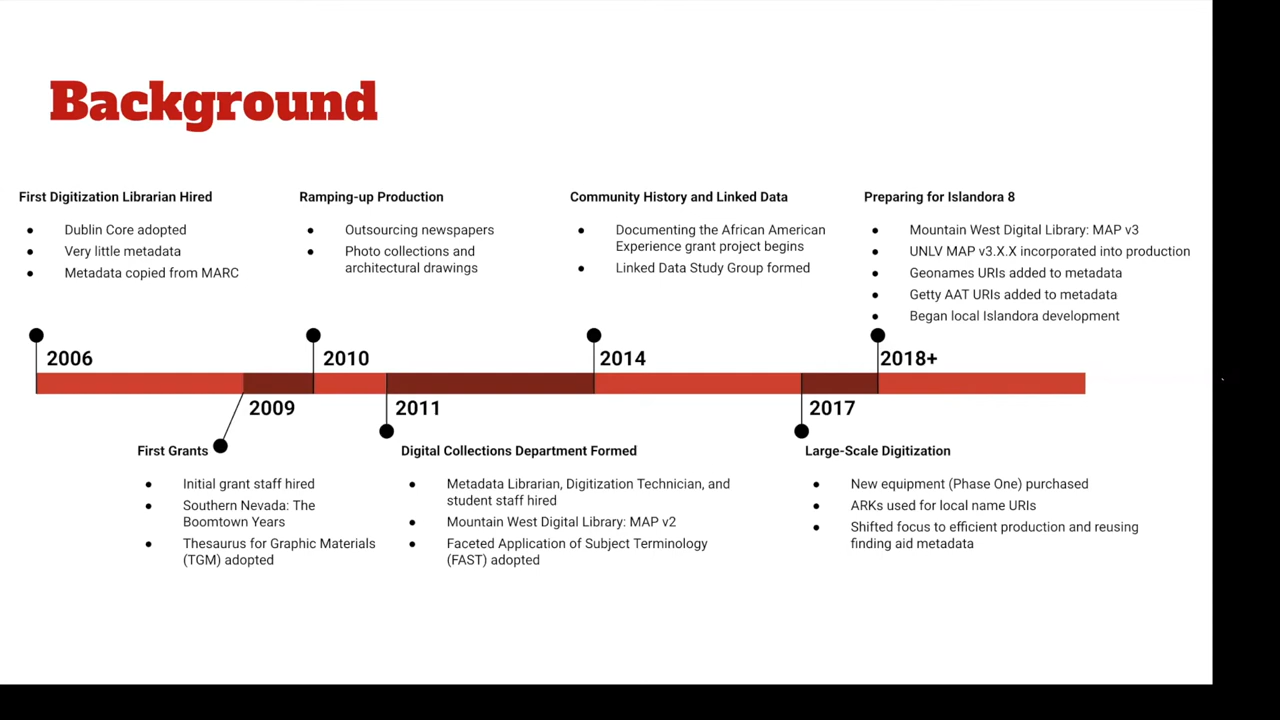 Background
First Digitization Librarian Hired
● Dublin Core adopted
● Very little metadata
● Metadata copied from MARC
Ramping-up Production
● Outsourcing newspapers
● Photo collections and
architectural drawings
Community History and Linked Data
● Documenting the African American
Experience grant project begins
● Linked Data Study Group formed
Preparing for Islandora 8
● Mountain West Digital Library: MAP v3
● UNLV MAP v3.X.X incorporated into production
● Geonames URIs added to metadata
● Getty AAT URIs added to metadata
● Began local Islandora development
2006
2010
2014
2018+
2009
2011
2017
First Grants
● Initial grant staff hired
● Southern Nevada: The
Boomtown Years
● Thesaurus for Graphic Materials
(TGM) adopted
Digital Collections Department Formed
● Metadata Librarian, Digitization Technician, and
student staff hired
● Mountain West Digital Library: MAP v2
● Faceted Application of Subject Terminology
(FAST) adopted
Large-Scale Digitization
● New equipment (Phase One) purchased
● ARKs used for local name URIs
● Shifted focus to efficient production and reusing
finding aid metadata